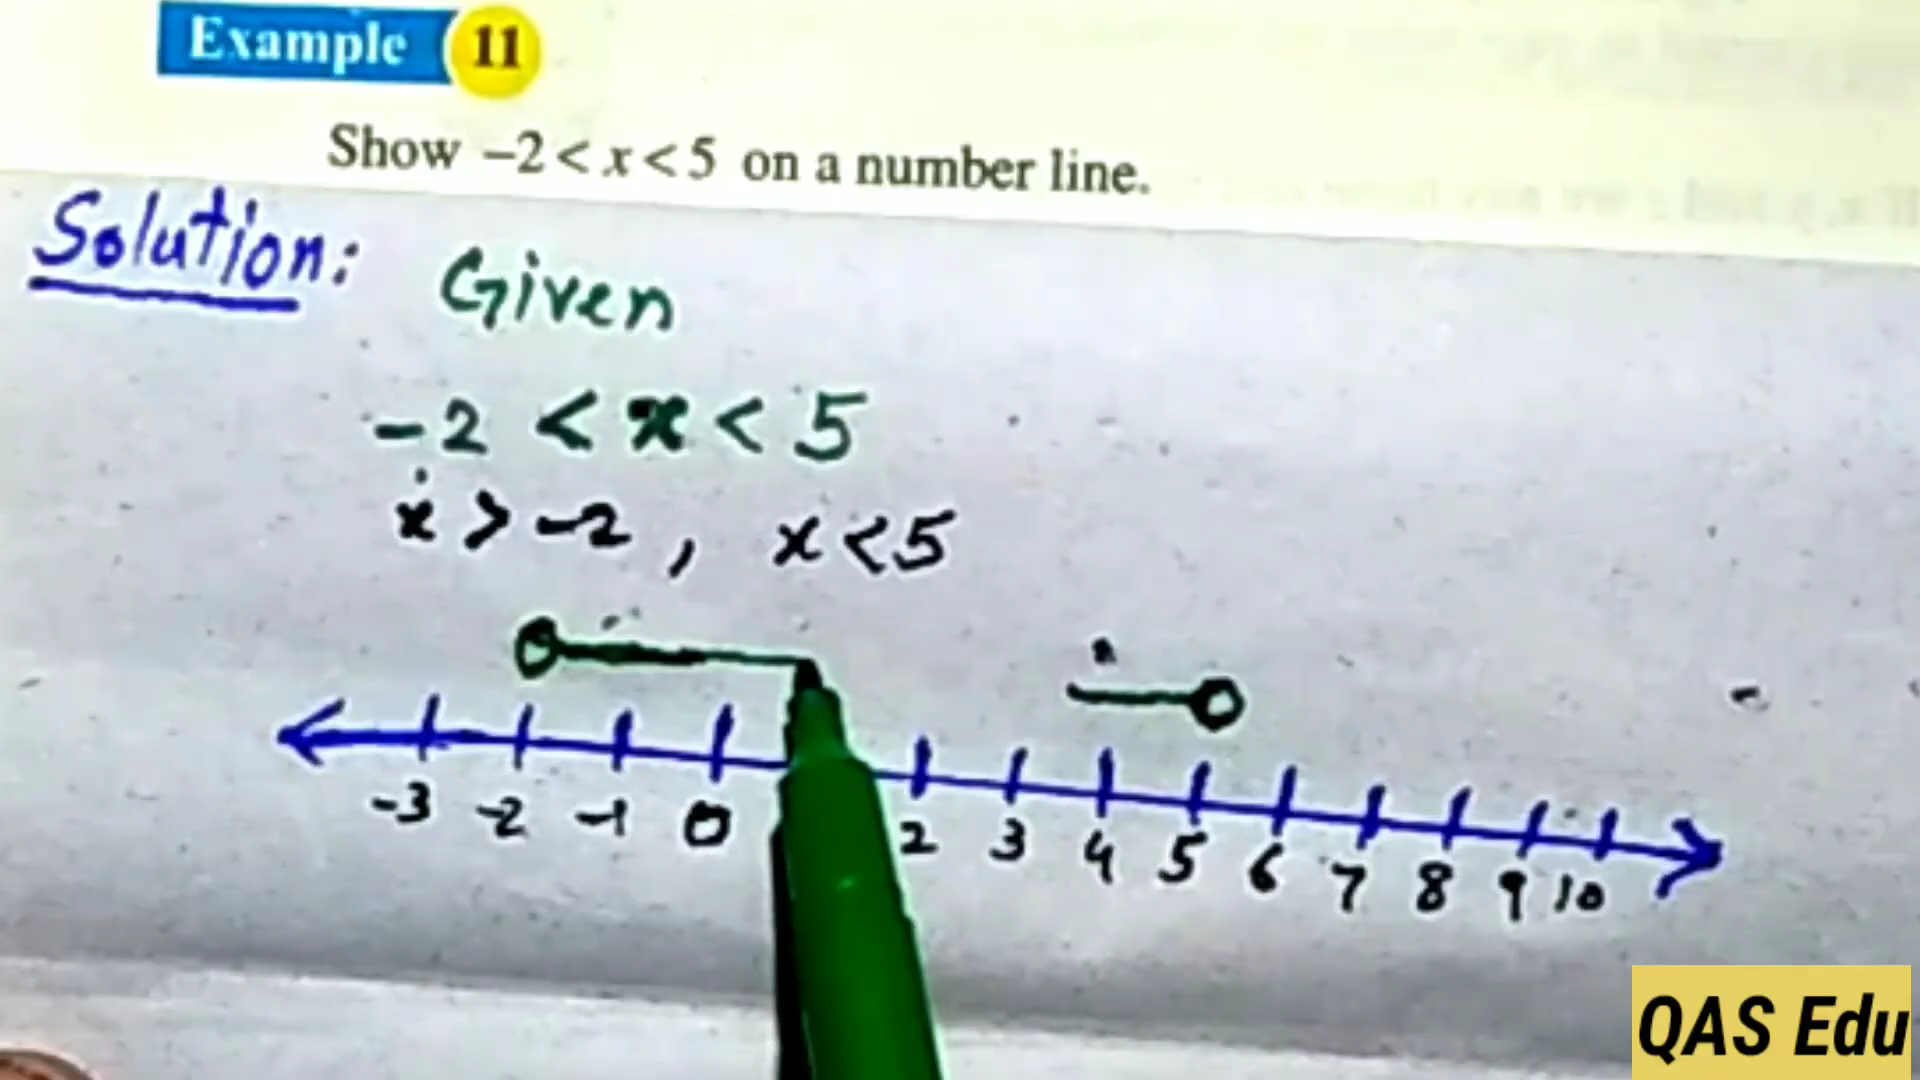 Example 11
Show −2 < x < 5 on a number line.
Solution: Given
-2 < x < 5
x > -2, x < 5
-3 -2 -1 0 2 3 4 5 6 7 8 9 10
QAS Edu